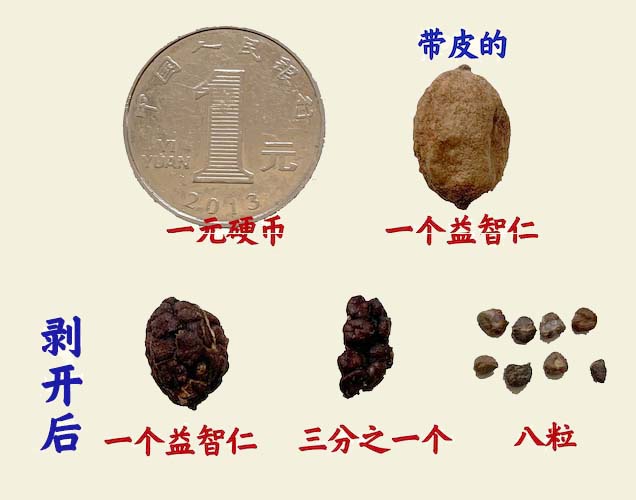 中国人民银行
1
元
YI
YUAN
2013
一元硬币
带皮的
一个益智仁
剥开后
一个益智仁
三分之一个
八粒